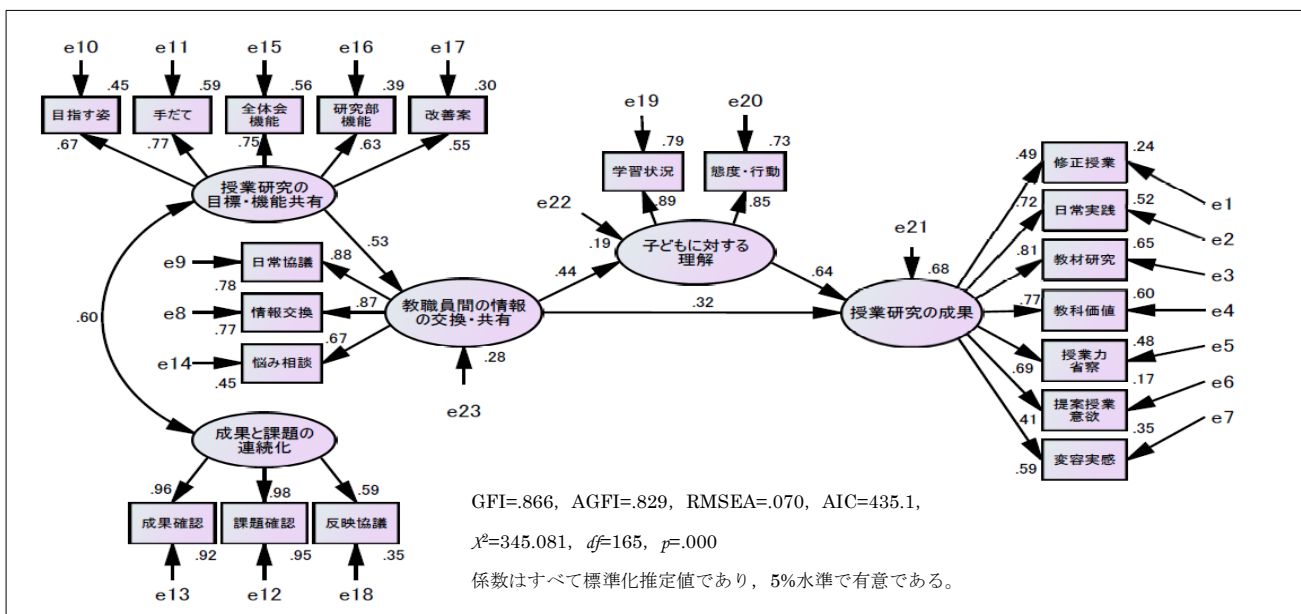 e10
e11
e15
e16
e17
.45
.59
.56
.39
.30
目指す姿
手だて
全体会
機能
研究部
機能
改善案
.67
.77
.75
.63
.55
授業研究の
目標・機能共有
e19
e20
.79
.73
学習状況
態度・行動
.89
.85
e22
.19
子どもに対する
理解
.53
.44
.64
.32
.60
e9
日常協議
.88
.78
e8
情報交換
.87
.77
e14
悩み相談
.67
.45
教職員間の情報
の交換・共有
.28
e23
e21
.68
授業研究の成果
.49
修正授業
.24
e1
.72
日常実践
.52
e2
.81
教材研究
.65
e3
.77
教科価値
.60
e4
.69
授業力
省察
.48
e5
.41
提案授業
意欲
.17
e6
.59
変容実感
.35
e7
成果と課題の
連続化
.96
.98
.59
成果確認
課題確認
反映協議
.92
.95
.35
e13
e12
e18
GFI=.866, AGFI=.829, RMSEA=.070, AIC=435.1,
χ²=345.081, df=165, p=.000
係数はすべて標準化推定値であり，5%水準で有意である。